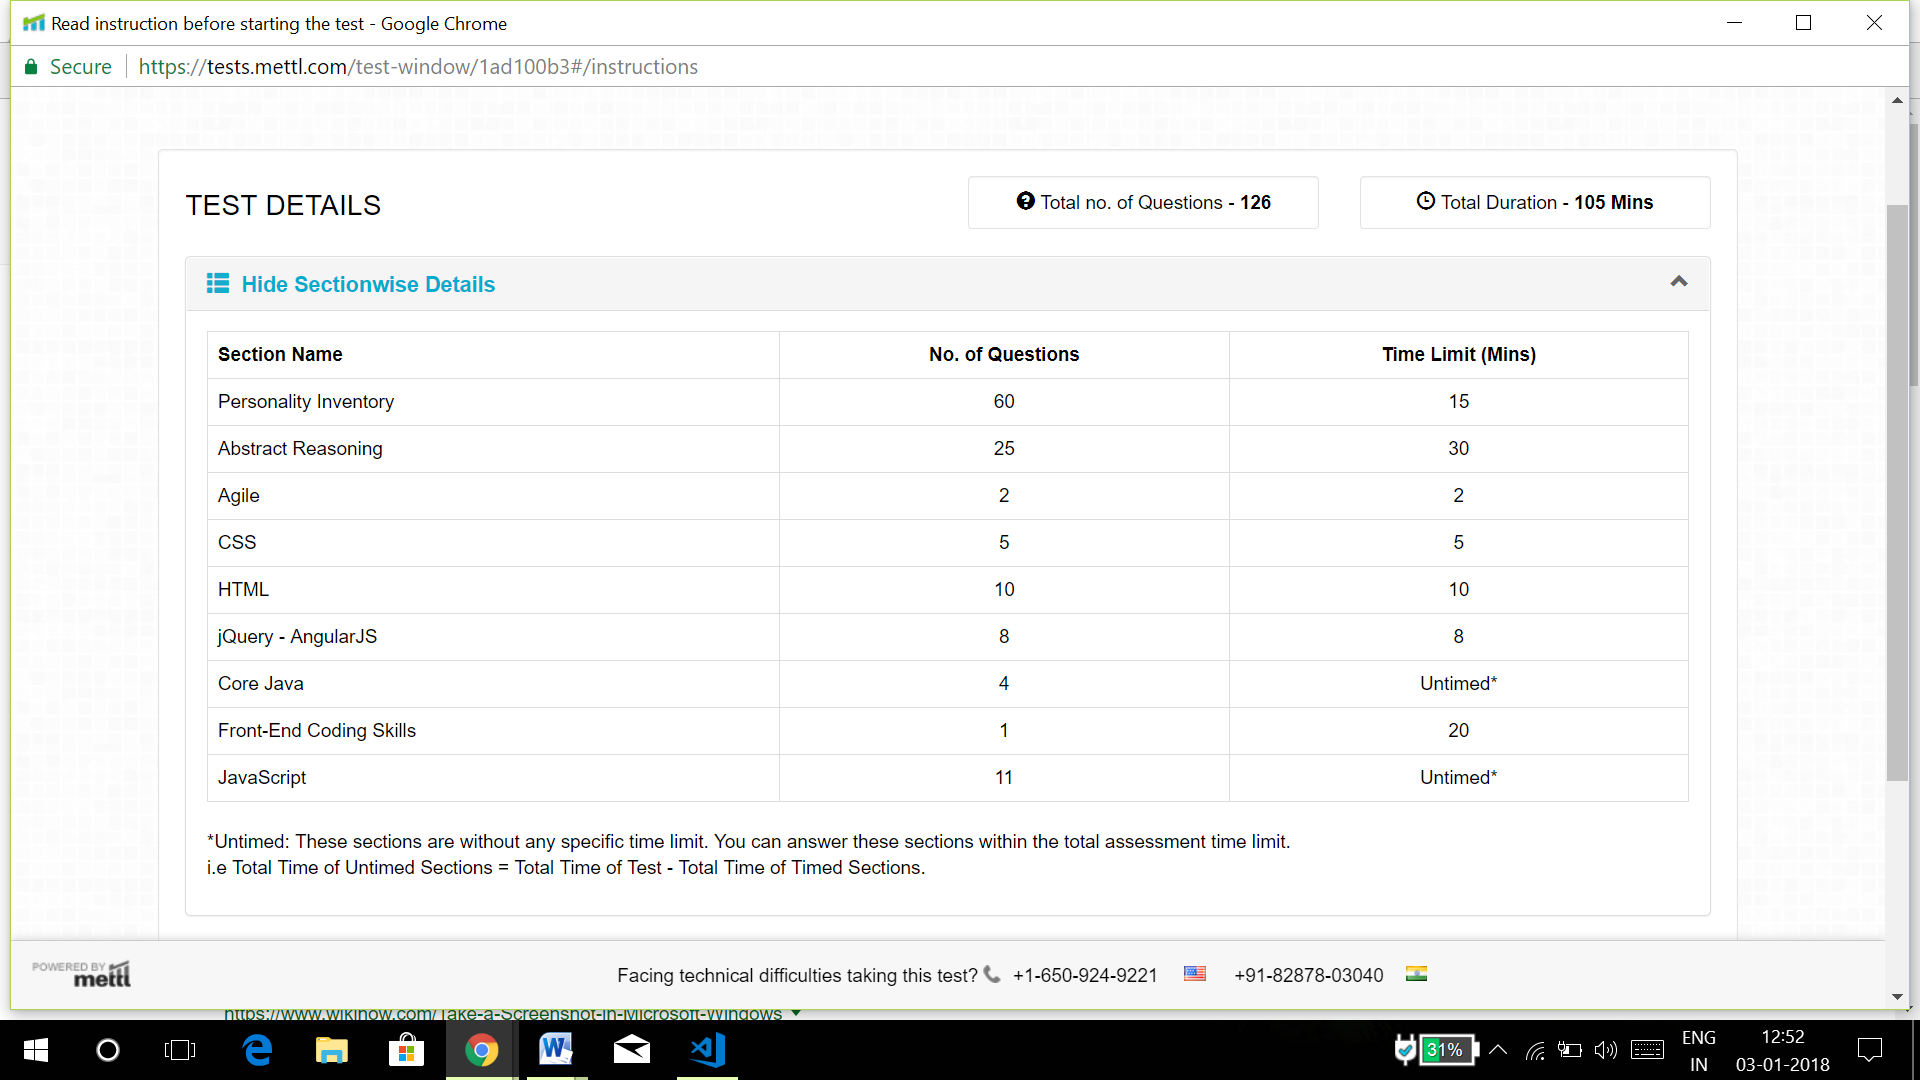 Read instruction before starting the test - Google Chrome
Secure https://tests.mettl.com/test-window/1ad100b3#/instructions
TEST DETAILS
Total no. of Questions - 126
Total Duration - 105 Mins
Hide Sectionwise Details
Section Name No. of Questions Time Limit (Mins)
Personality Inventory 60 15
Abstract Reasoning 25 30
Agile 2 2
CSS 5 5
HTML 10 10
jQuery - AngularJS 8 8
Core Java 4 Untimed*
Front-End Coding Skills 1 20
JavaScript 11 Untimed*
*Untimed: These sections are without any specific time limit. You can answer these sections within the total assessment time limit.
i.e Total Time of Untimed Sections = Total Time of Test - Total Time of Timed Sections.
POWERED BY
mettl
Facing technical difficulties taking this test? +1-650-924-9221 +91-82878-03040
https://www.wikihow.com/Take-a-Screenshot-in-Microsoft-Windows
31%
ENG
IN
12:52
03-01-2018